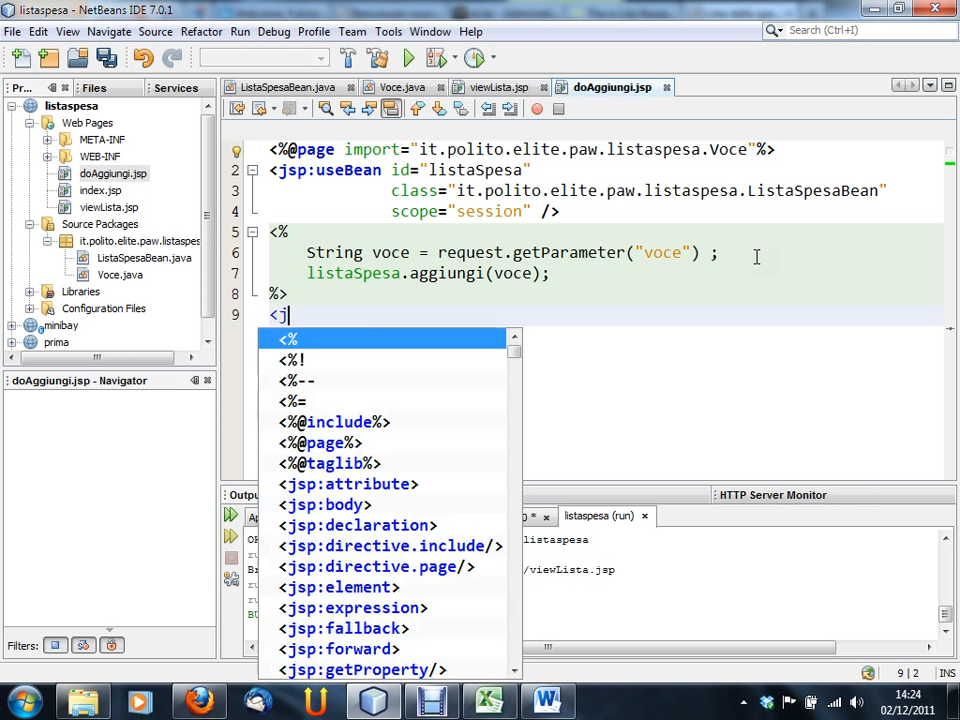 listaspesa - NetBeans IDE 7.0.1
File Edit View Navigate Source Refactor Run Debug Profile Team Tools Window Help
Search (Ctrl+I)
Pr... Files Services
ListaSpesaBean.java Voce.java viewLista.jsp doAggiungi.jsp
listaspesa
Web Pages
META-INF
WEB-INF
doAggiungi.jsp
index.jsp
viewLista.jsp
Source Packages
it.polito.elite.paw.listaspes
ListaSpesaBean.java
Voce.java
Libraries
Configuration Files
minibay
prima
doAggiungi.jsp - Navigator
Filters:
<%@page import="it.polito.elite.paw.listaspesa.Voce"%>
2 <jsp:useBean id="listaSpesa"
3 class="it.polito.elite.paw.listaspesa.ListaSpesaBean"
4 scope="session" />
5 <%
6 String voce = request.getParameter("voce") ;
7 listaSpesa.aggiungi(voce);
8 %>
9 <j
<%
<%!
<%--
<%=
<%@include%>
<%@page%>
<%@taglib%>
<jsp:attribute>
<jsp:body>
<jsp:declaration>
<jsp:directive.include/>
<jsp:directive.page/>
<jsp:element>
<jsp:expression>
<jsp:fallback>
<jsp:forward>
<jsp:getProperty/>
Outpu HTTP Server Monitor
listaspesa (run)
listaspesa
/viewLista.jsp
9 | 2 INS
14:24
02/12/2011